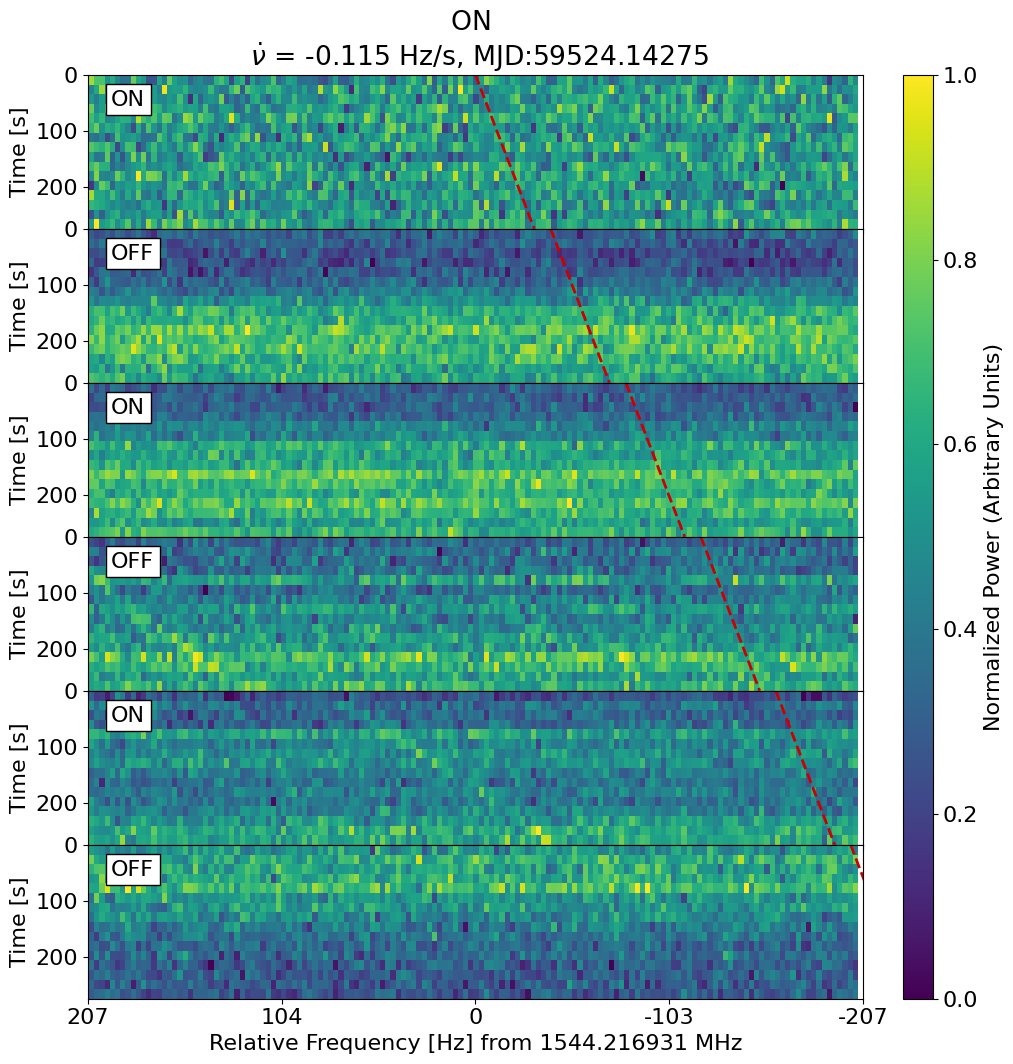 ON
ν̇ = -0.115 Hz/s, MJD:59524.14275
0
ON
100
200
Time [s]
0
OFF
100
200
Time [s]
0
ON
100
200
Time [s]
0
OFF
100
200
Time [s]
0
ON
100
200
Time [s]
0
OFF
100
200
Time [s]
207 104 0 -103 -207
Relative Frequency [Hz] from 1544.216931 MHz
1.0
0.8
0.6
0.4
0.2
0.0
Normalized Power (Arbitrary Units)